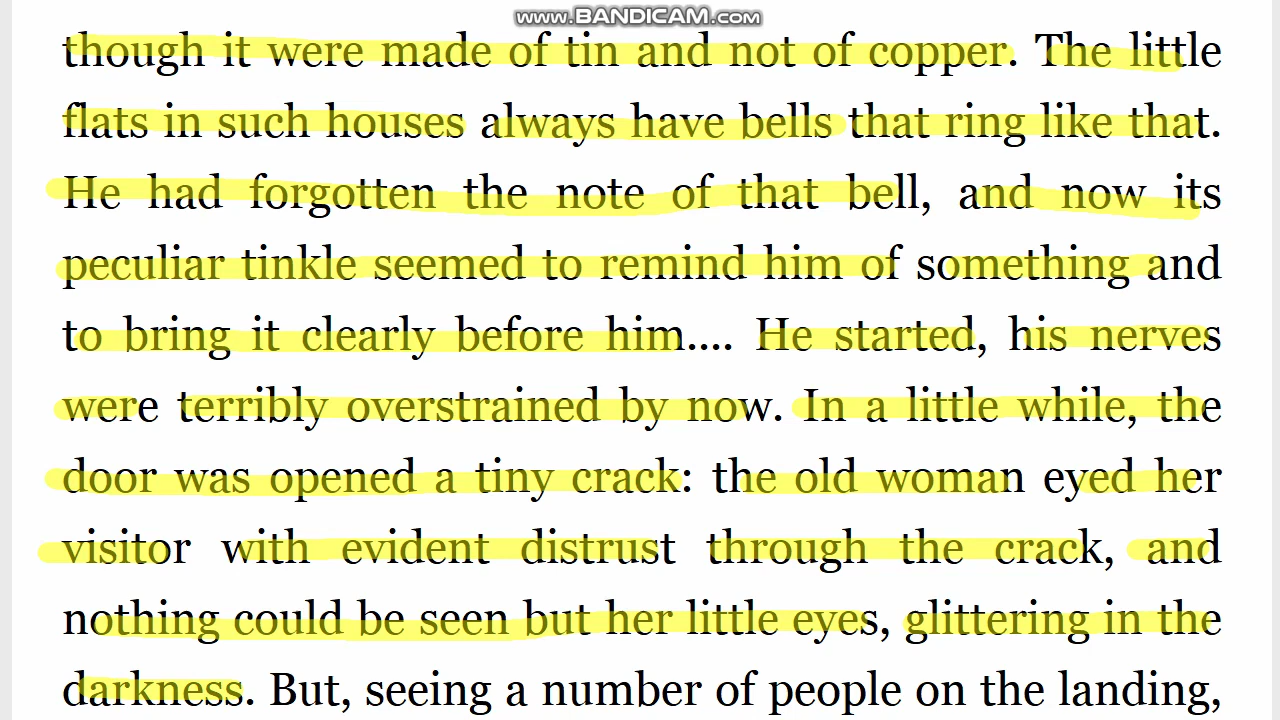 www.BANDICAM.com
though it were made of tin and not of copper. The little
flats in such houses always have bells that ring like that.
He had forgotten the note of that bell, and now its
peculiar tinkle seemed to remind him of something and
to bring it clearly before him.... He started, his nerves
were terribly overstrained by now. In a little while, the
door was opened a tiny crack: the old woman eyed her
visitor with evident distrust through the crack, and
nothing could be seen but her little eyes, glittering in the
darkness. But, seeing a number of people on the landing,